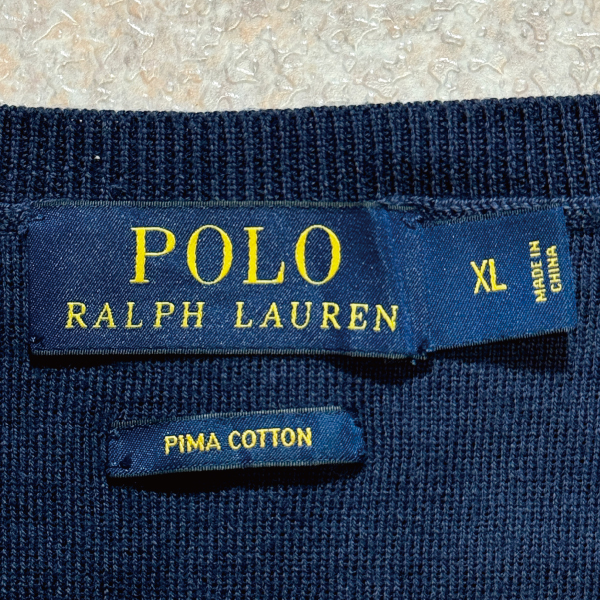 POLO
RALPH LAUREN
XL
MADE IN
CHINA
PIMA COTTON